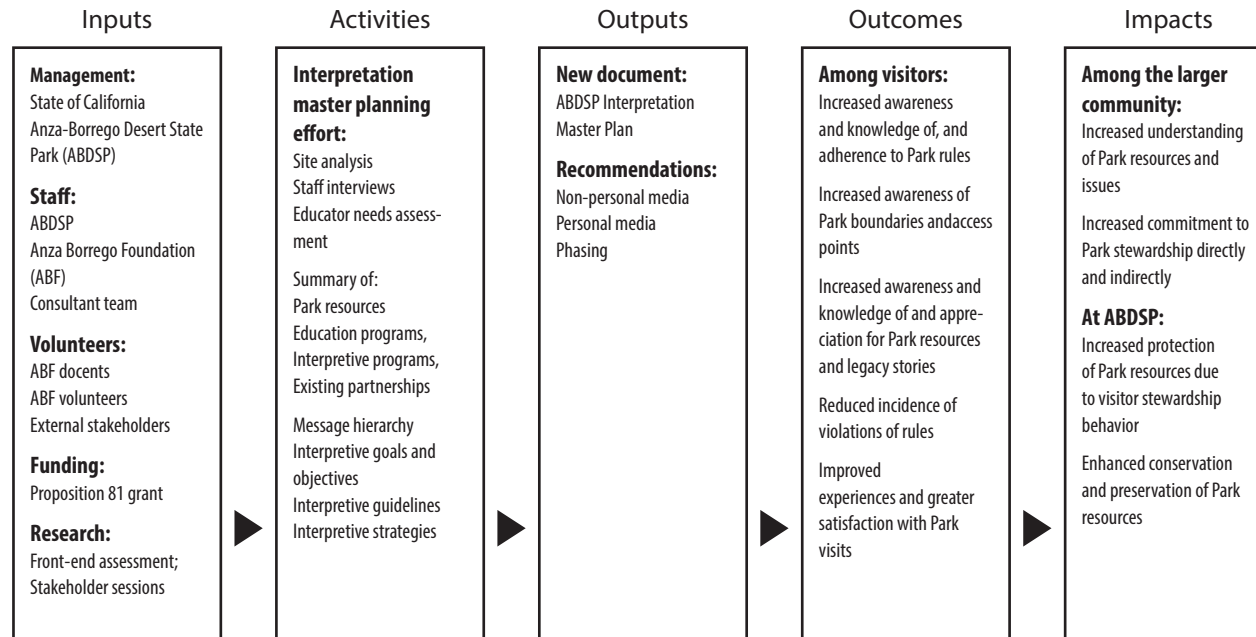 Inputs
Management:
State of California
Anza-Borrego Desert State
Park (ABDSP)
Staff:
ABDSP
Anza Borrego Foundation
(ABF)
Consultant team
Volunteers:
ABF docents
ABF volunteers
External stakeholders
Funding:
Proposition 81 grant
Research:
Front-end assessment;
Stakeholder sessions
Activities
Interpretation
master planning
effort:
Site analysis
Staff interviews
Educator needs assess-
ment
Summary of:
Park resources
Education programs,
Interpretive programs,
Existing partnerships
Message hierarchy
Interpretive goals and
objectives
Interpretive guidelines
Interpretive strategies
Outputs
New document:
ABDSP Interpretation
Master Plan
Recommendations:
Non-personal media
Personal media
Phasing
Outcomes
Among visitors:
Increased awareness
and knowledge of, and
adherence to Park rules
Increased awareness of
Park boundaries andaccess
points
Increased awareness and
knowledge of and appre-
ciation for Park resources
and legacy stories
Reduced incidence of
violations of rules
Improved
experiences and greater
satisfaction with Park
visits
Impacts
Among the larger
community:
Increased understanding
of Park resources and
issues
Increased commitment to
Park stewardship directly
and indirectly
At ABDSP:
Increased protection
of Park resources due
to visitor stewardship
behavior
Enhanced conservation
and preservation of Park
resources